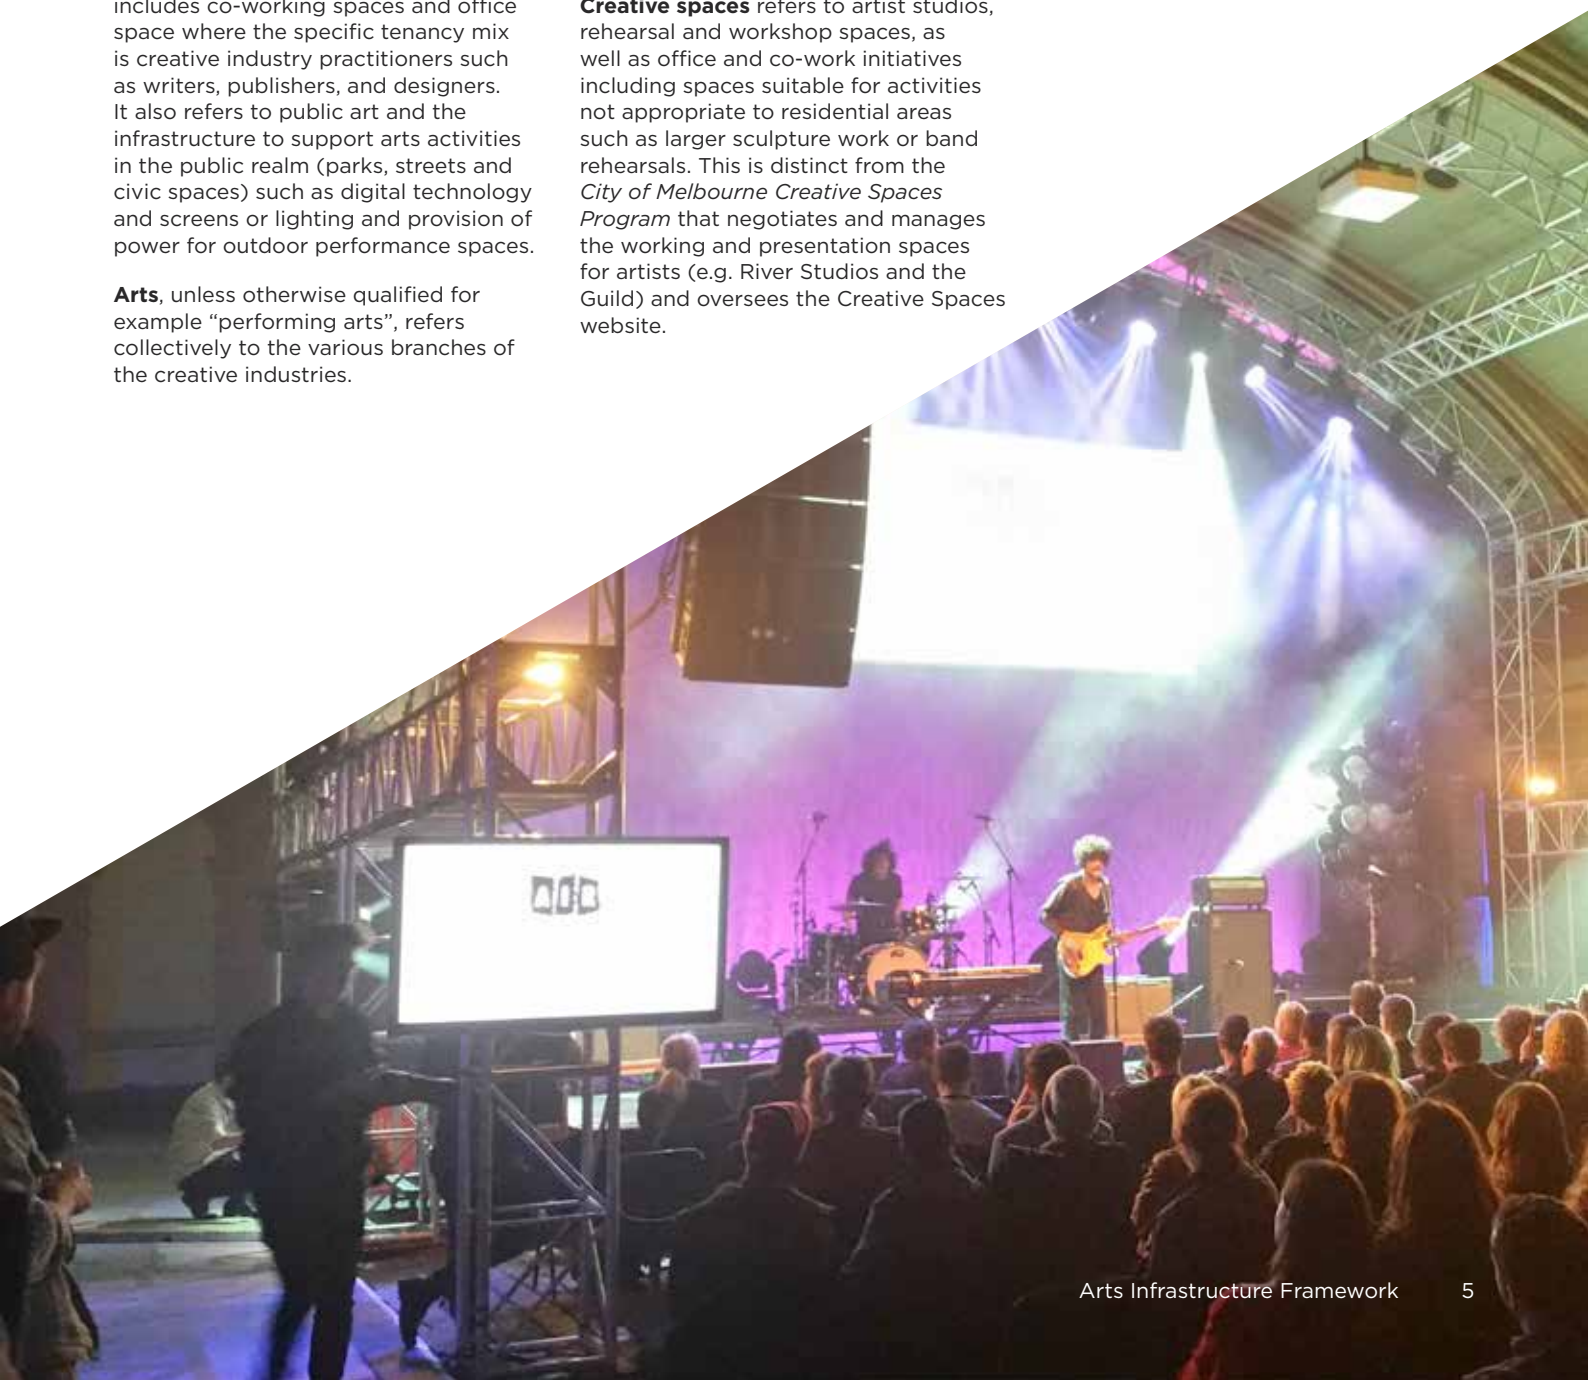 includes co-working spaces and office
space where the specific tenancy mix
is creative industry practitioners such
as writers, publishers, and designers.
It also refers to public art and the
infrastructure to support arts activities
in the public realm (parks, streets and
civic spaces) such as digital technology
and screens or lighting and provision of
power for outdoor performance spaces.
Arts, unless otherwise qualified for
example “performing arts”, refers
collectively to the various branches of
the creative industries.
Creative spaces refers to artist studios,
rehearsal and workshop spaces, as
well as office and co-work initiatives
including spaces suitable for activities
not appropriate to residential areas
such as larger sculpture work or band
rehearsals. This is distinct from the
City of Melbourne Creative Spaces
Program that negotiates and manages
the working and presentation spaces
for artists (e.g. River Studios and the
Guild) and oversees the Creative Spaces
website.
Arts Infrastructure Framework 5